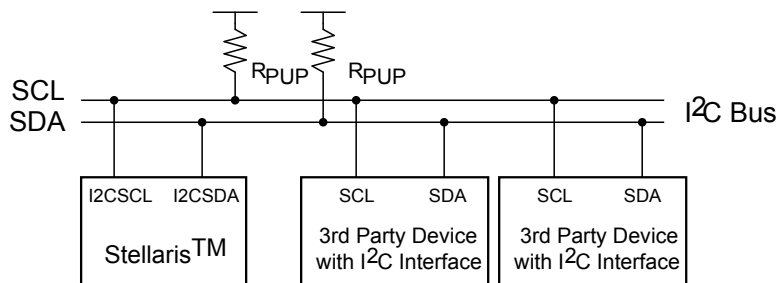 RPUP RPUP
SCL
SDA
I2C Bus
I2CSCL I2CSDA
Stellaris™
SCL SDA
3rd Party Device
with I2C Interface
SCL SDA
3rd Party Device
with I2C Interface